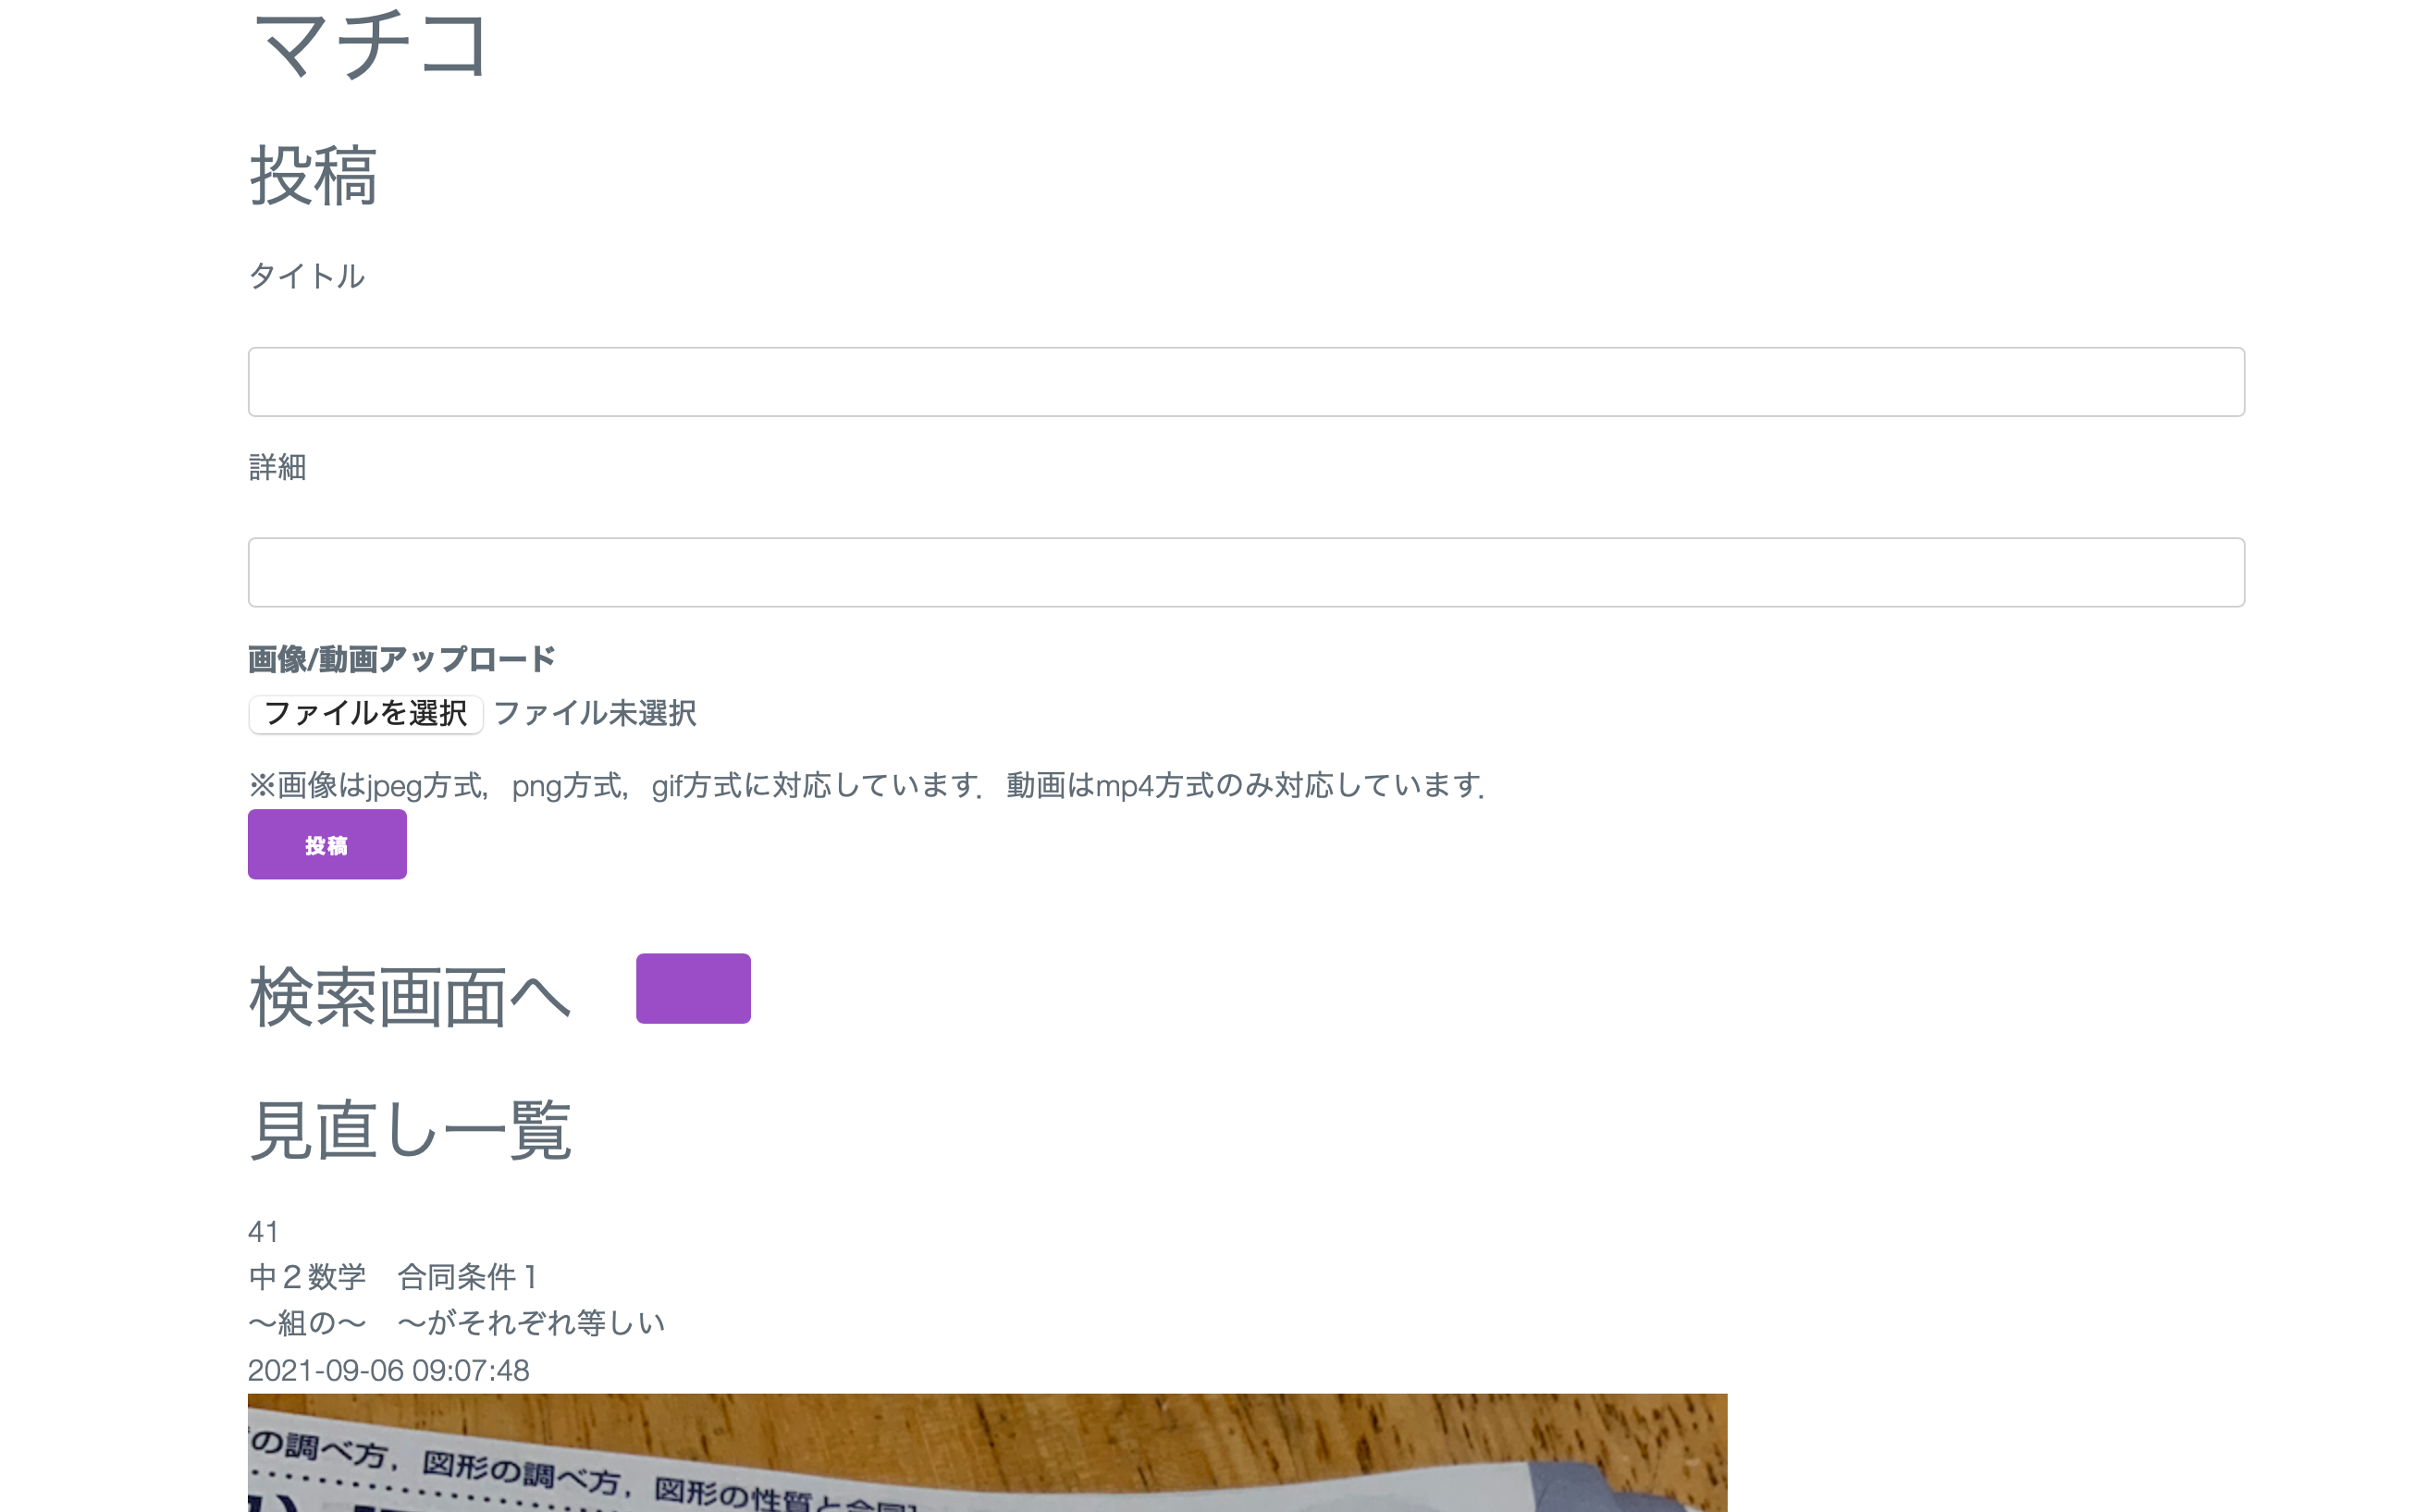 マチコ
投稿
タイトル
詳細
画像/動画アップロード
ファイルを選択 ファイル未選択
※画像はjpeg方式，png方式，gif方式に対応しています．動画はmp4方式のみ対応しています．
投稿
検索画面へ
見直し一覧
41
中２数学　合同条件１
〜組の〜　〜がそれぞれ等しい
2021-09-06 09:07:48
の調べ方，図形の調べ方，図形の性質と合同】